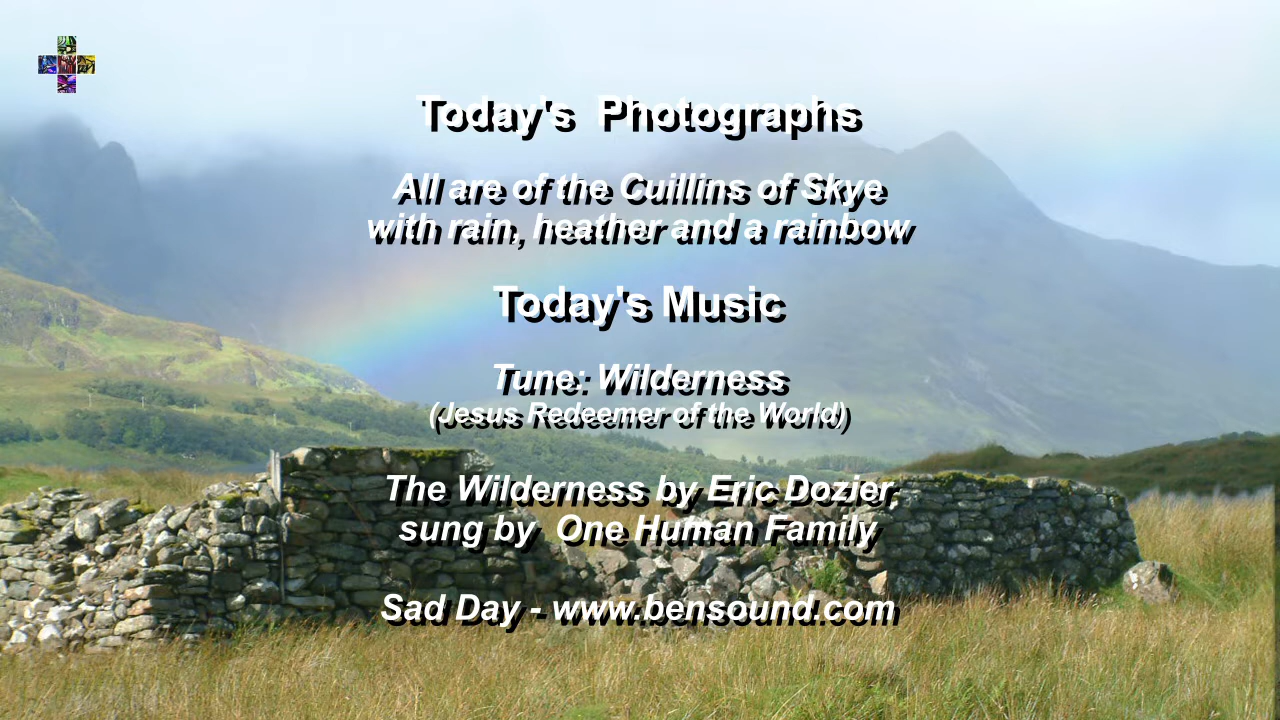 Today's  Photographs
All are of the Cuillins of Skye
with rain, heather and a rainbow
Today's Music
Tune: Wilderness
(Jesus Redeemer of the World)
The Wilderness by Eric Dozier,
sung by  One Human Family
Sad Day - www.bensound.com